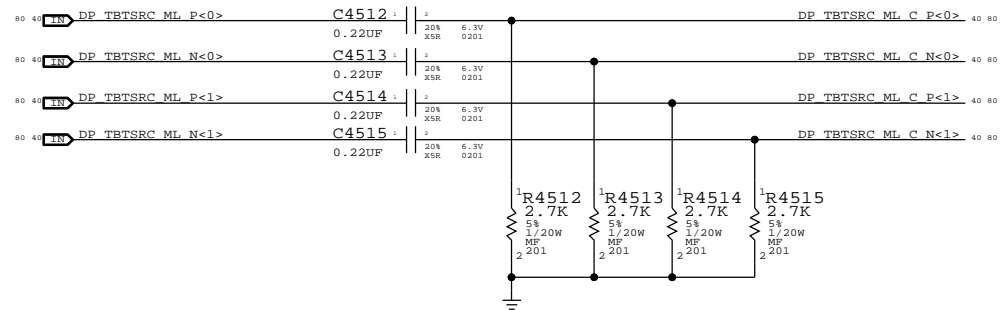 80 40 IN DP_TBTSRC_ML_P<0> C4512 1 2 DP_TBTSRC_ML_C_P<0> 40 80
0.22UF 20% 6.3V
X5R 0201
80 40 IN DP_TBTSRC_ML_N<0> C4513 1 2 DP_TBTSRC_ML_C_N<0> 40 80
0.22UF 20% 6.3V
X5R 0201
80 40 IN DP_TBTSRC_ML_P<1> C4514 1 2 DP_TBTSRC_ML_C_P<1> 40 80
0.22UF 20% 6.3V
X5R 0201
80 40 IN DP_TBTSRC_ML_N<1> C4515 1 2 DP_TBTSRC_ML_C_N<1> 40 80
0.22UF 20% 6.3V
X5R 0201
1 R4512 1 R4513 1 R4514 1 R4515
2.7K 2.7K 2.7K 2.7K
5% 5% 5% 5%
1/20W 1/20W 1/20W 1/20W
MF MF MF MF
2 201 2 201 2 201 2 201